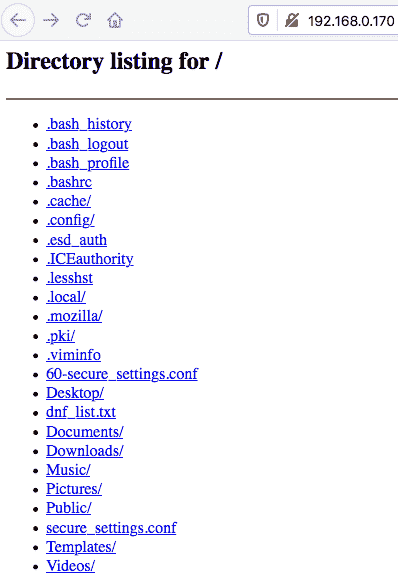 192.168.0.170
Directory listing for /
.bash_history
.bash_logout
.bash_profile
.bashrc
.cache/
.config/
.esd_auth
.ICEauthority
.lesshst
.local/
.mozilla/
.pki/
.viminfo
60-secure_settings.conf
Desktop/
dnf_list.txt
Documents/
Downloads/
Music/
Pictures/
Public/
secure_settings.conf
Templates/
Videos/